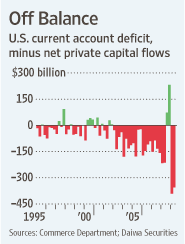 Off Balance
U.S. current account deficit,
minus net private capital flows
$300 billion
150
0
−150
−300
−450
1995 '00 '05
Sources: Commerce Department; Daiwa Securities